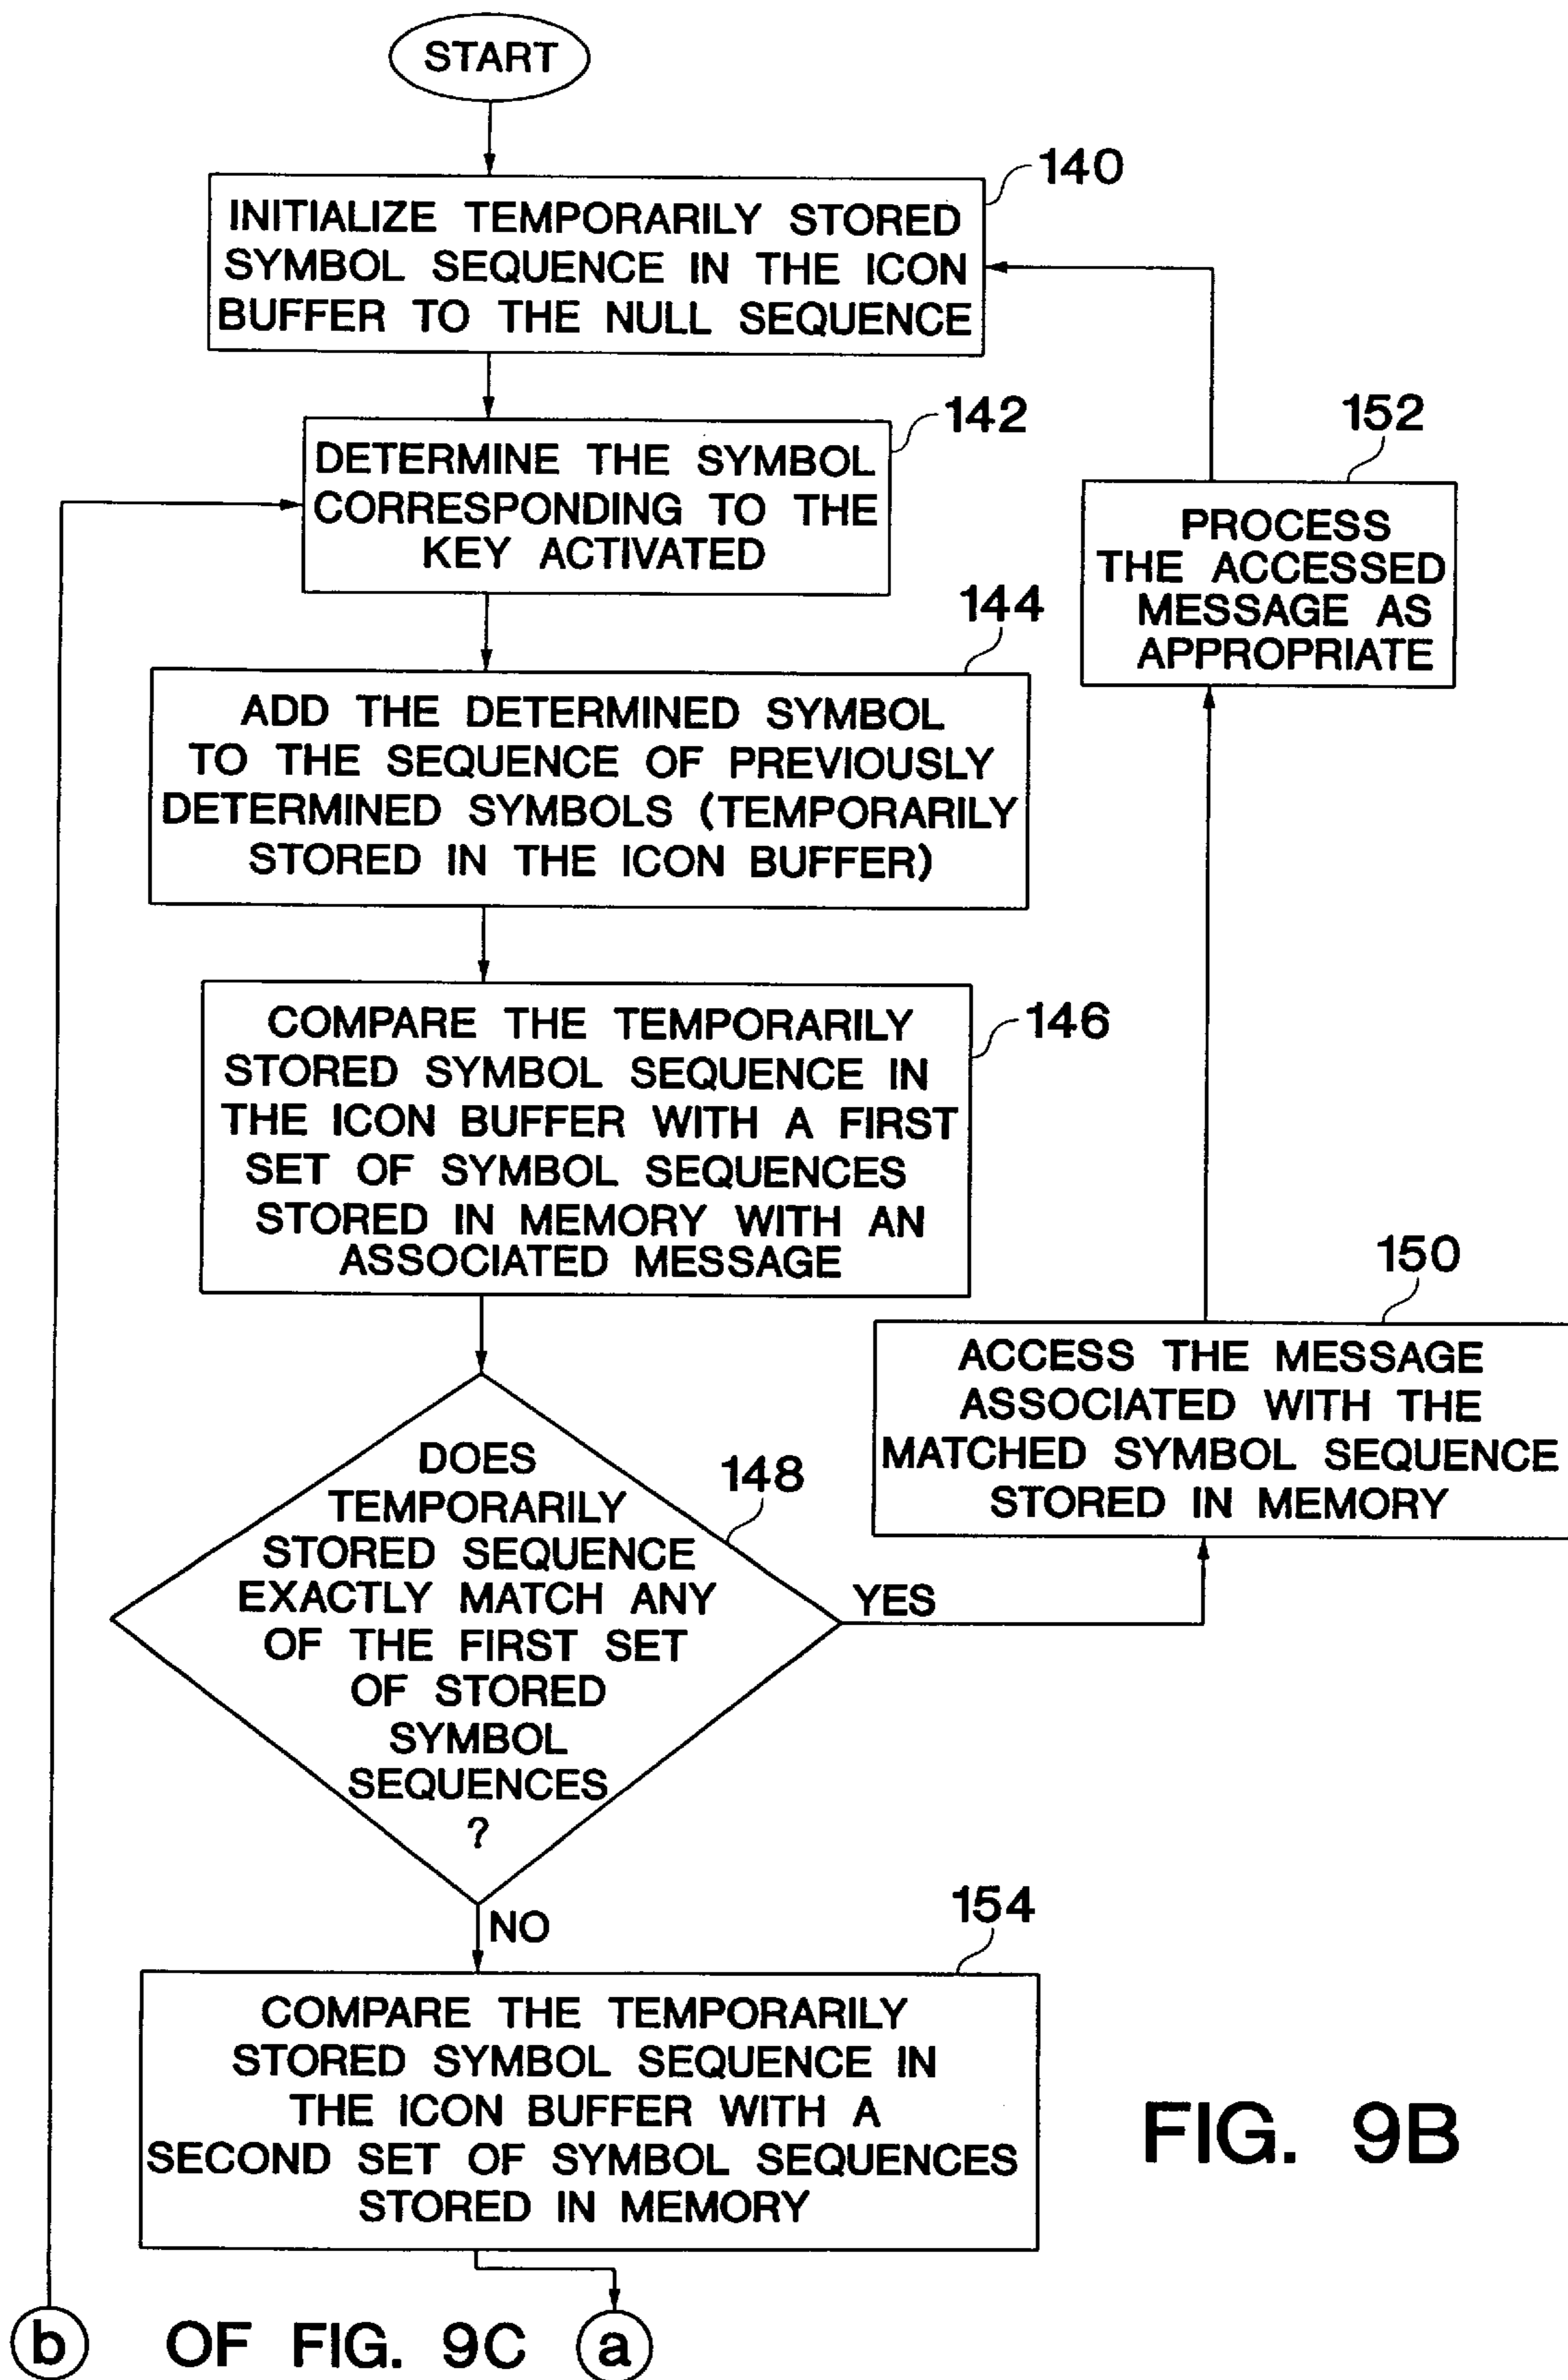 START
140
INITIALIZE TEMPORARILY STORED
SYMBOL SEQUENCE IN THE ICON
BUFFER TO THE NULL SEQUENCE
142
DETERMINE THE SYMBOL
CORRESPONDING TO THE
KEY ACTIVATED
152
PROCESS
THE ACCESSED
MESSAGE AS
APPROPRIATE
144
ADD THE DETERMINED SYMBOL
TO THE SEQUENCE OF PREVIOUSLY
DETERMINED SYMBOLS (TEMPORARILY
STORED IN THE ICON BUFFER)
146
COMPARE THE TEMPORARILY
STORED SYMBOL SEQUENCE IN
THE ICON BUFFER WITH A FIRST
SET OF SYMBOL SEQUENCES
STORED IN MEMORY WITH AN
ASSOCIATED MESSAGE
150
ACCESS THE MESSAGE
ASSOCIATED WITH THE
MATCHED SYMBOL SEQUENCE
STORED IN MEMORY
148
DOES
TEMPORARILY
STORED SEQUENCE
EXACTLY MATCH ANY
OF THE FIRST SET
OF STORED
SYMBOL
SEQUENCES
?
YES
NO
154
COMPARE THE TEMPORARILY
STORED SYMBOL SEQUENCE IN
THE ICON BUFFER WITH A
SECOND SET OF SYMBOL SEQUENCES
STORED IN MEMORY
FIG. 9B
b OF FIG. 9C a